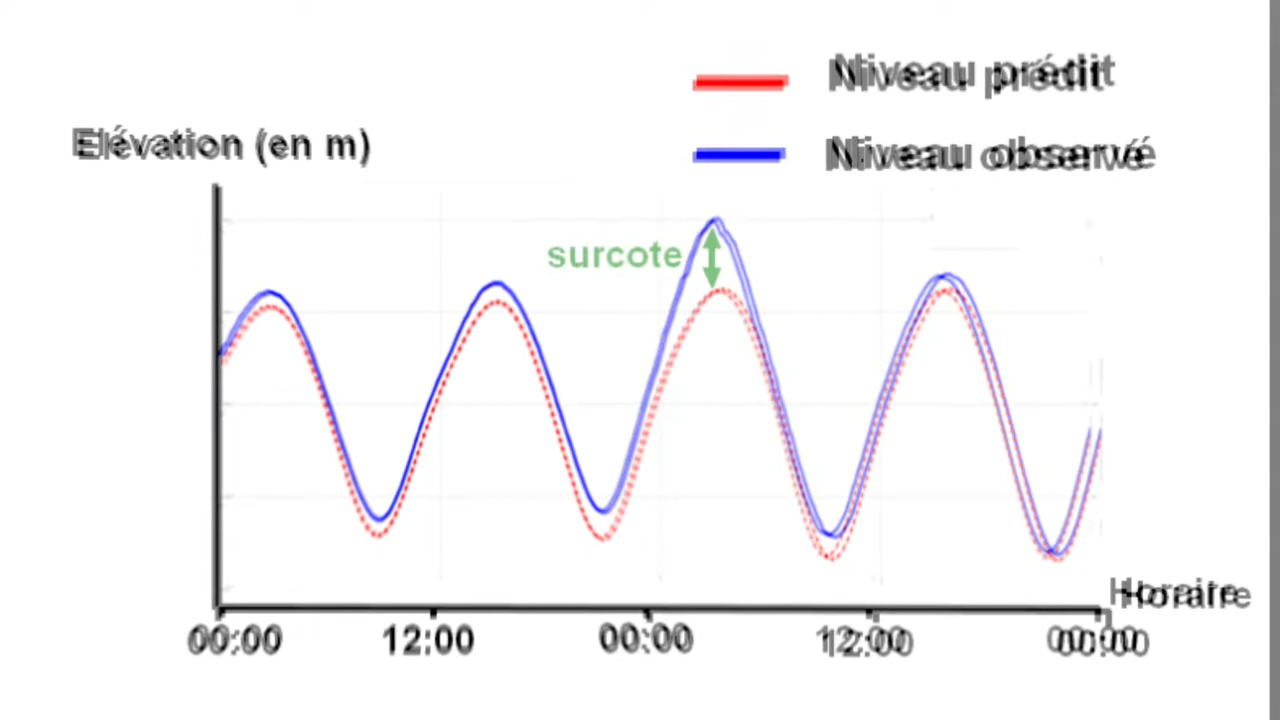 Niveau prédit
Elévation (en m)
Niveau observé
surcote
Horaire
00:00 12:00 00:00 12:00 00:00